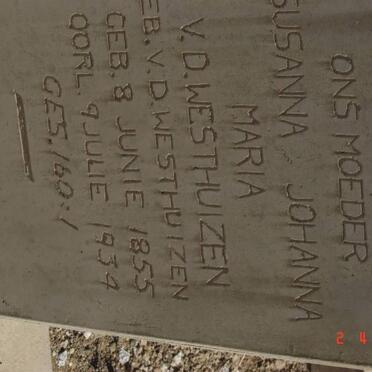 ONS MOEDER
SUSANNA JOHANNA
MARIA
V.D. WESTHUIZEN
GEB. V.D. WESTHUIZEN
GEB. 8 JUNIE 1855
OORL. 9 JULIE 1934
GES. 160:1
2 4